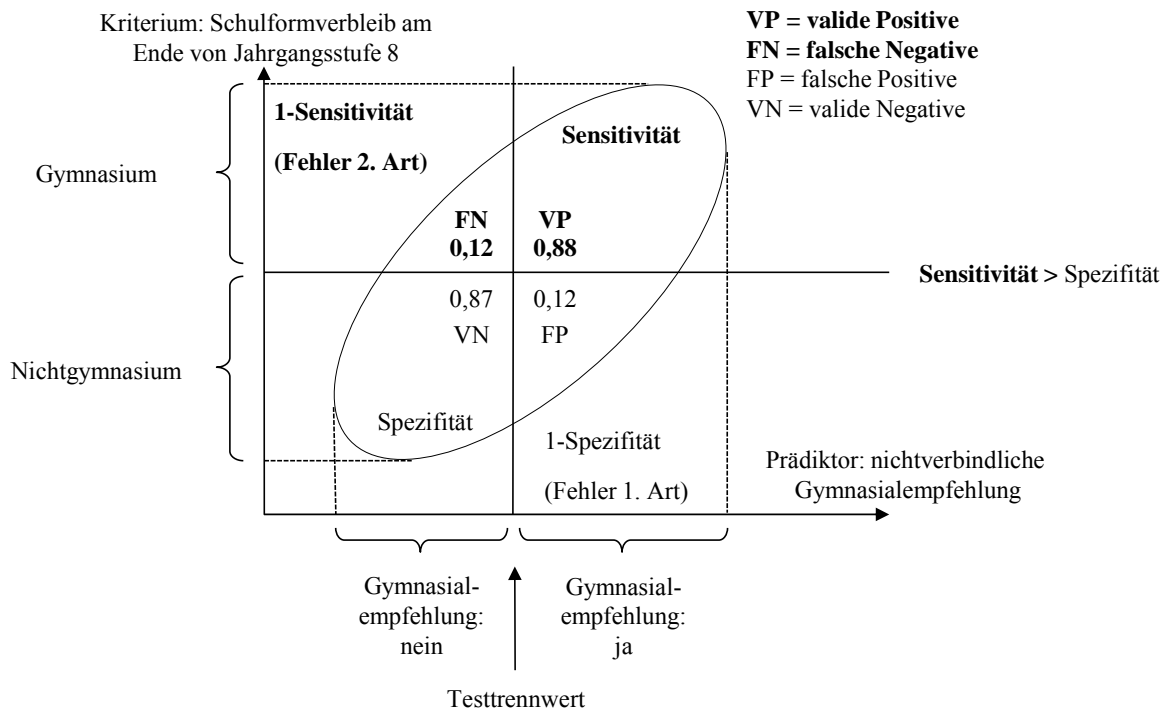 Kriterium: Schulformverbleib am
Ende von Jahrgangsstufe 8
VP = valide Positive
FN = falsche Negative
FP = falsche Positive
VN = valide Negative
1-Sensitivität
(Fehler 2. Art)
Sensitivität
Gymnasium
FN
0,12
VP
0,88
Sensitivität > Spezifität
0,87
VN
0,12
FP
Nichtgymnasium
Spezifität
1-Spezifität
(Fehler 1. Art)
Prädiktor: nichtverbindliche
Gymnasialempfehlung
Gymnasial-
empfehlung:
nein
Gymnasial-
empfehlung:
ja
Testtrennwert